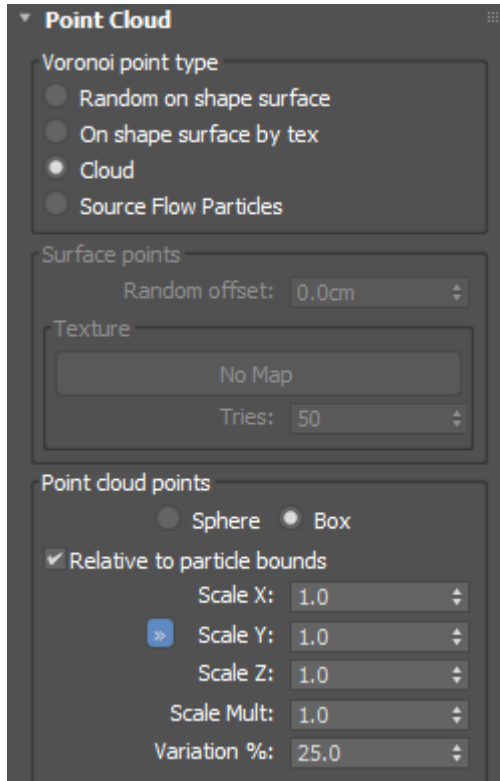 Point Cloud
Voronoi point type
Random on shape surface
On shape surface by tex
Cloud
Source Flow Particles
Surface points
Random offset: 0.0cm
Texture
No Map
Tries: 50
Point cloud points
Sphere Box
Relative to particle bounds
Scale X: 1.0
» Scale Y: 1.0
Scale Z: 1.0
Scale Mult: 1.0
Variation %: 25.0